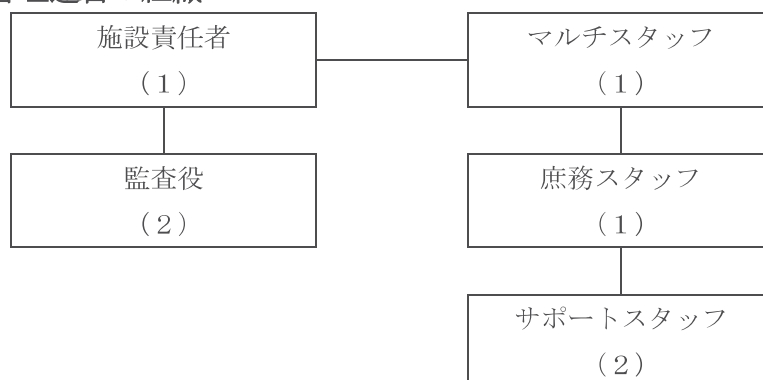 施設責任者
（１）
マルチスタッフ
（１）
監査役
（２）
庶務スタッフ
（１）
サポートスタッフ
（２）